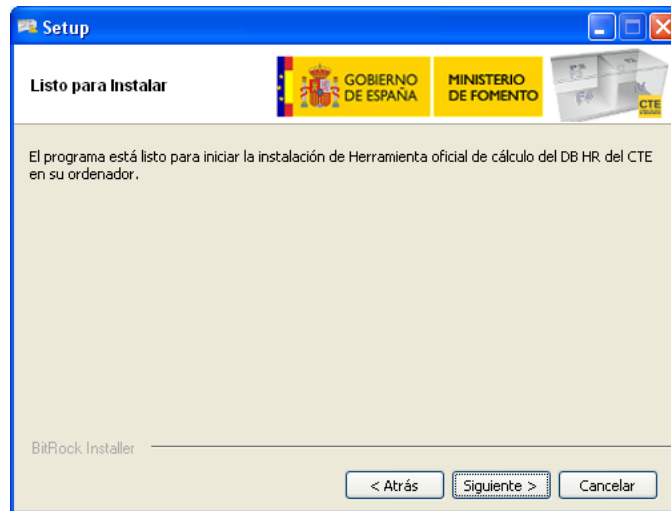 Setup
Listo para Instalar
GOBIERNO
DE ESPAÑA
MINISTERIO
DE FOMENTO
CTE
El programa está listo para iniciar la instalación de Herramienta oficial de cálculo del DB HR del CTE
en su ordenador.
BitRock Installer
< Atrás
Siguiente >
Cancelar